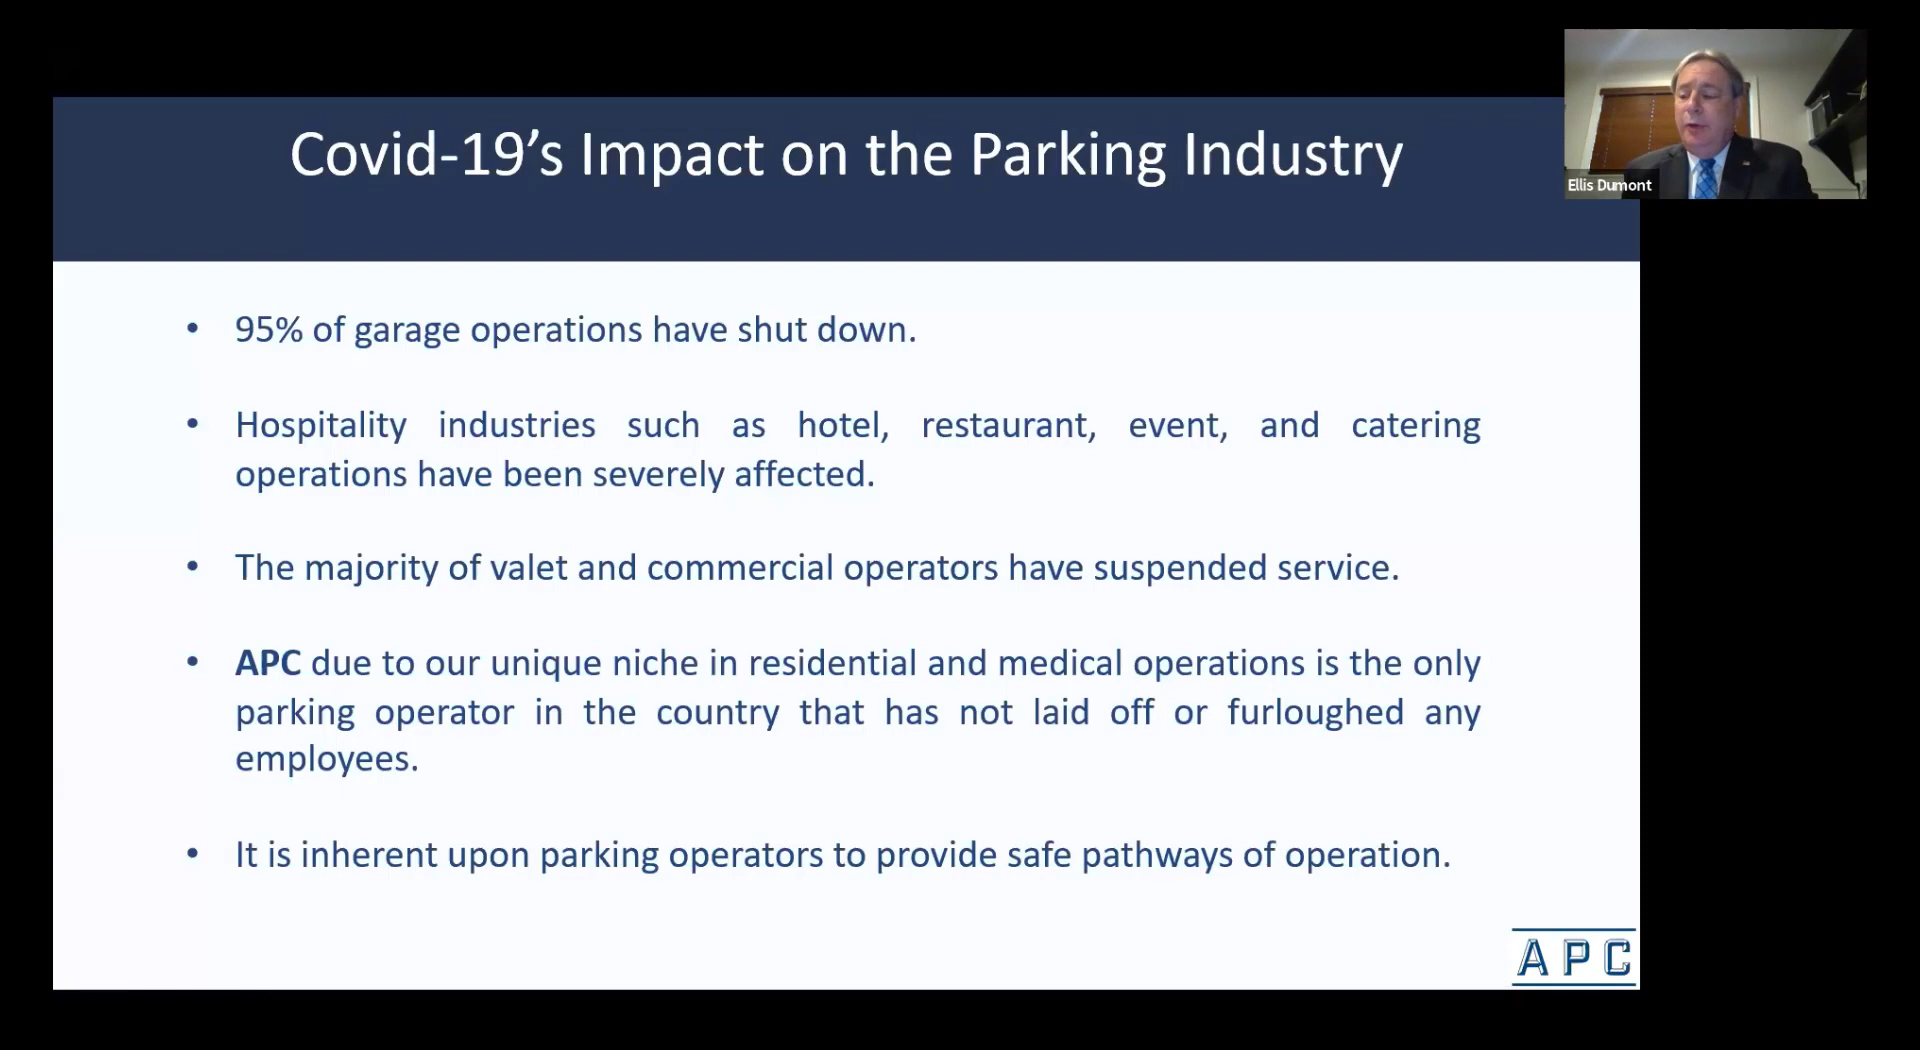 Covid-19’s Impact on the Parking Industry
Ellis Dumont
• 95% of garage operations have shut down.
• Hospitality industries such as hotel, restaurant, event, and catering
operations have been severely affected.
• The majority of valet and commercial operators have suspended service.
• APC due to our unique niche in residential and medical operations is the only
parking operator in the country that has not laid off or furloughed any
employees.
• It is inherent upon parking operators to provide safe pathways of operation.
APC